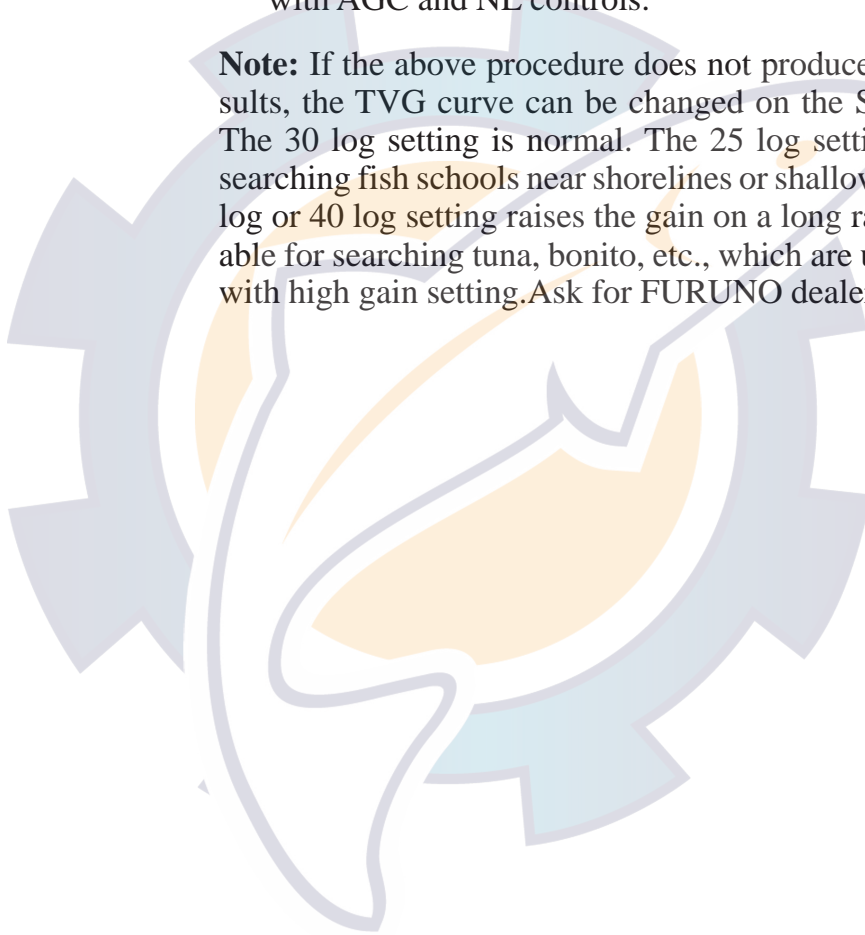 with AGC and NL controls.
Note: If the above procedure does not produce
sults, the TVG curve can be changed on the S
The 30 log setting is normal. The 25 log setti
searching fish schools near shorelines or shallow
log or 40 log setting raises the gain on a long ra
able for searching tuna, bonito, etc., which are u
with high gain setting.Ask for FURUNO deale